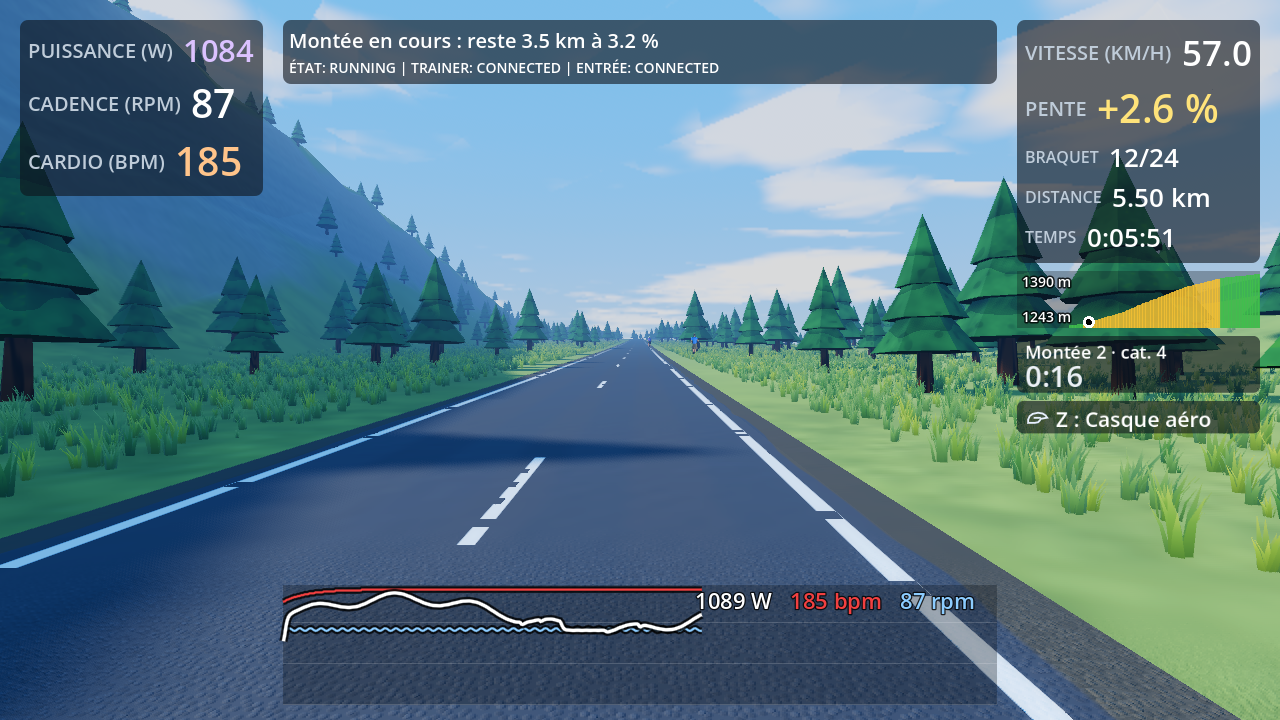 PUISSANCE (W) 1084
CADENCE (RPM) 87
CARDIO (BPM) 185
Montée en cours : reste 3.5 km à 3.2 %
ÉTAT: RUNNING | TRAINER: CONNECTED | ENTRÉE: CONNECTED
VITESSE (KM/H) 57.0
PENTE +2.6 %
BRAQUET 12/24
DISTANCE 5.50 km
TEMPS 0:05:51
1390 m
1243 m
Montée 2 · cat. 4
0:16
Z : Casque aéro
1089 W 185 bpm 87 rpm